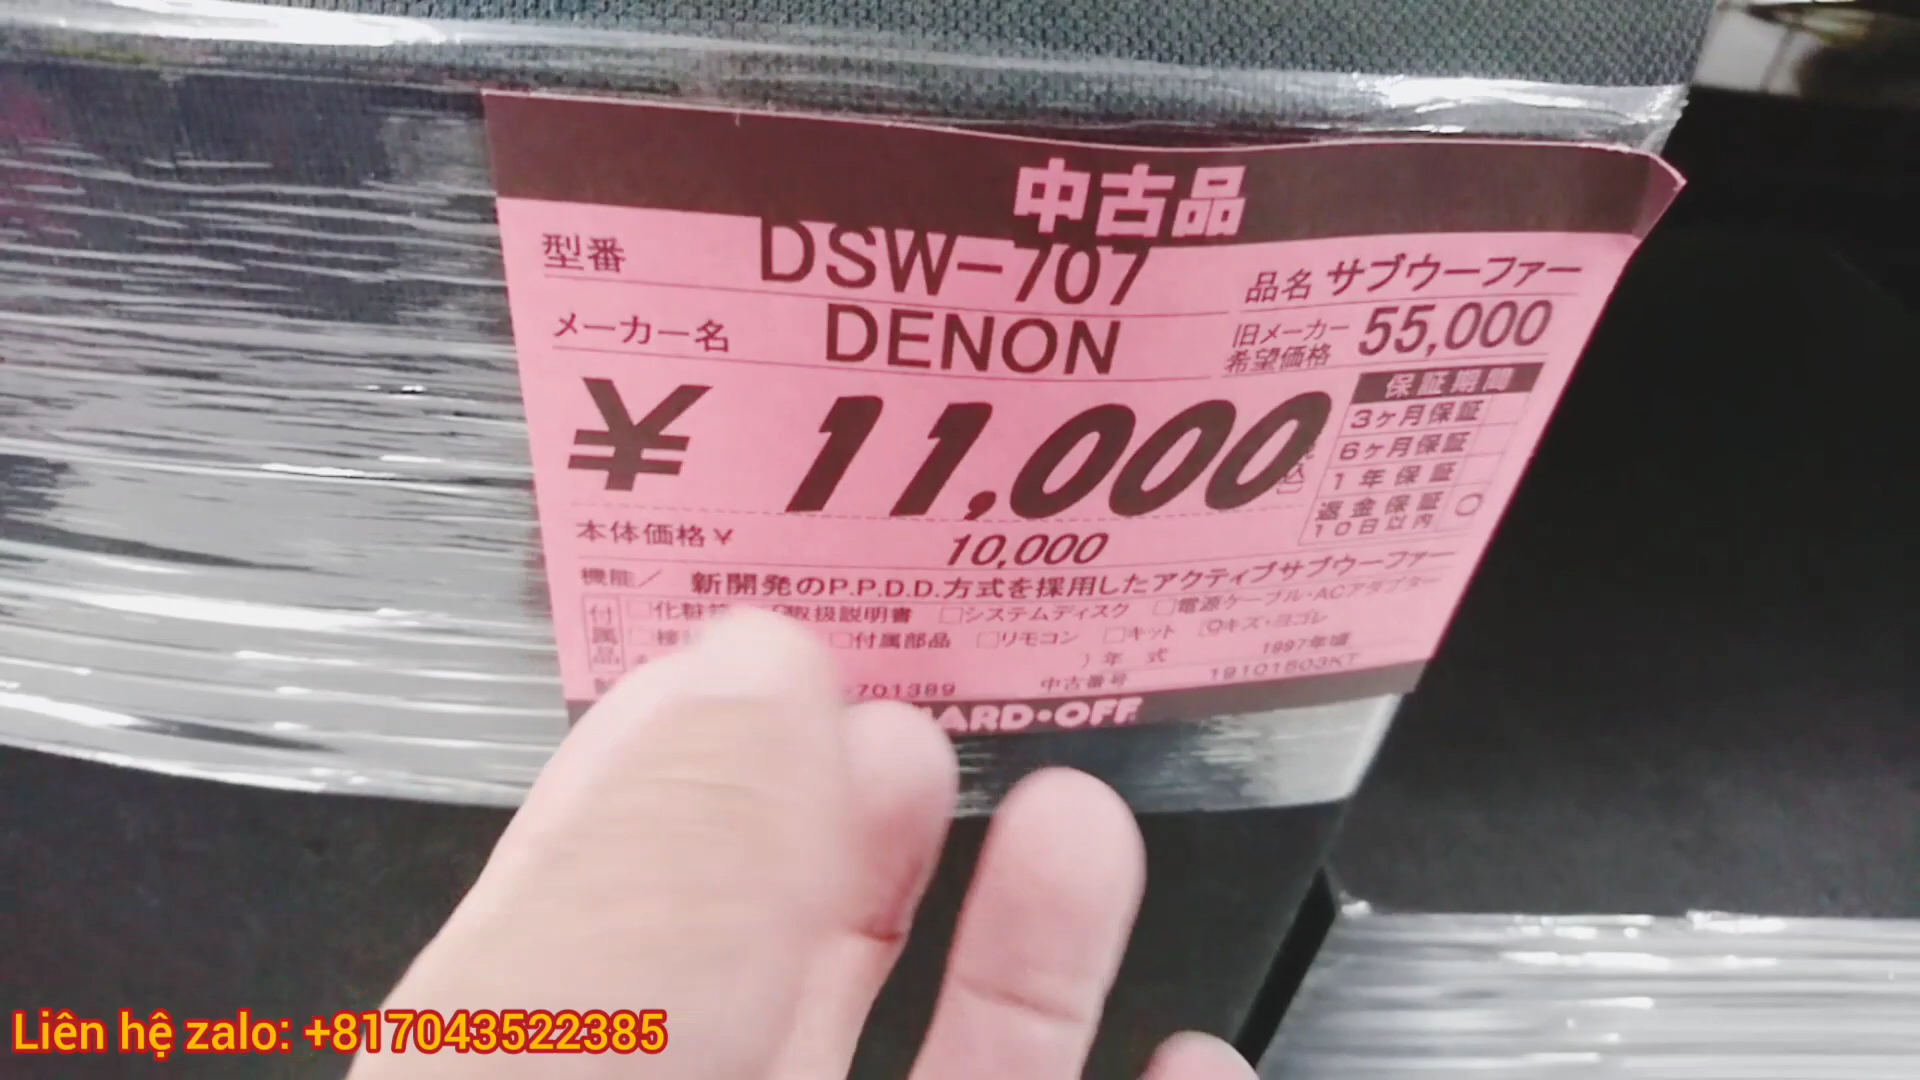 中古品
型番 DSW-707 品名 サブウーファー
メーカー名 DENON 旧メーカー希望価格 55,000
¥ 11,000
保証期間
3ヶ月保証
6ヶ月保証
1年保証
返金保証 10日以内 ○
本体価格¥ 10,000
機能/ 新開発のP.P.D.D.方式を採用したアクティブサブウーファー
付属品 □化粧 取扱説明書 □システムディスク □電源ケーブル・ACアダプター
□付属部品 □リモコン □キット キズ・ヨゴレ
)年式 1997年頃
-701389 中古番号 19101503KT
HARD・OFF
Liên hệ zalo: +817043522385